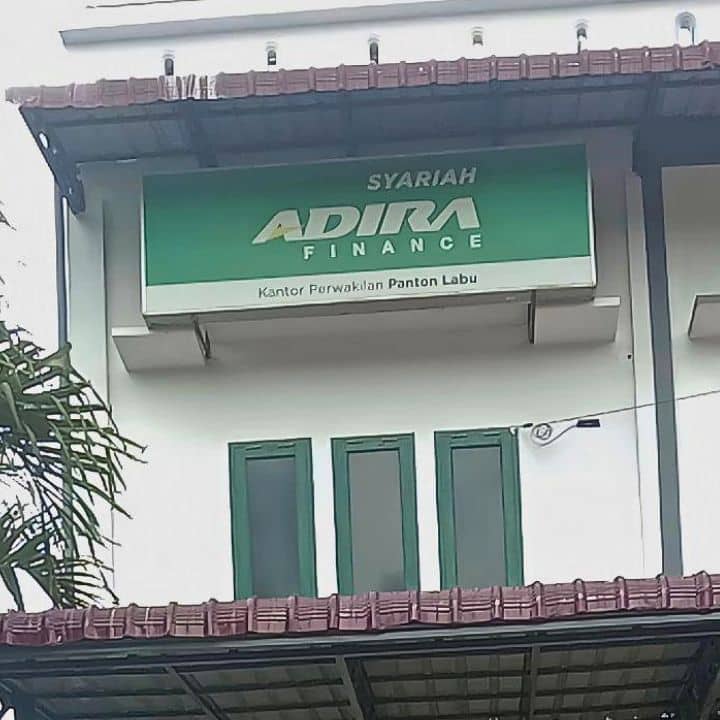 SYARIAH
ADIRA
FINANCE
Kantor Perwakilan Panton Labu